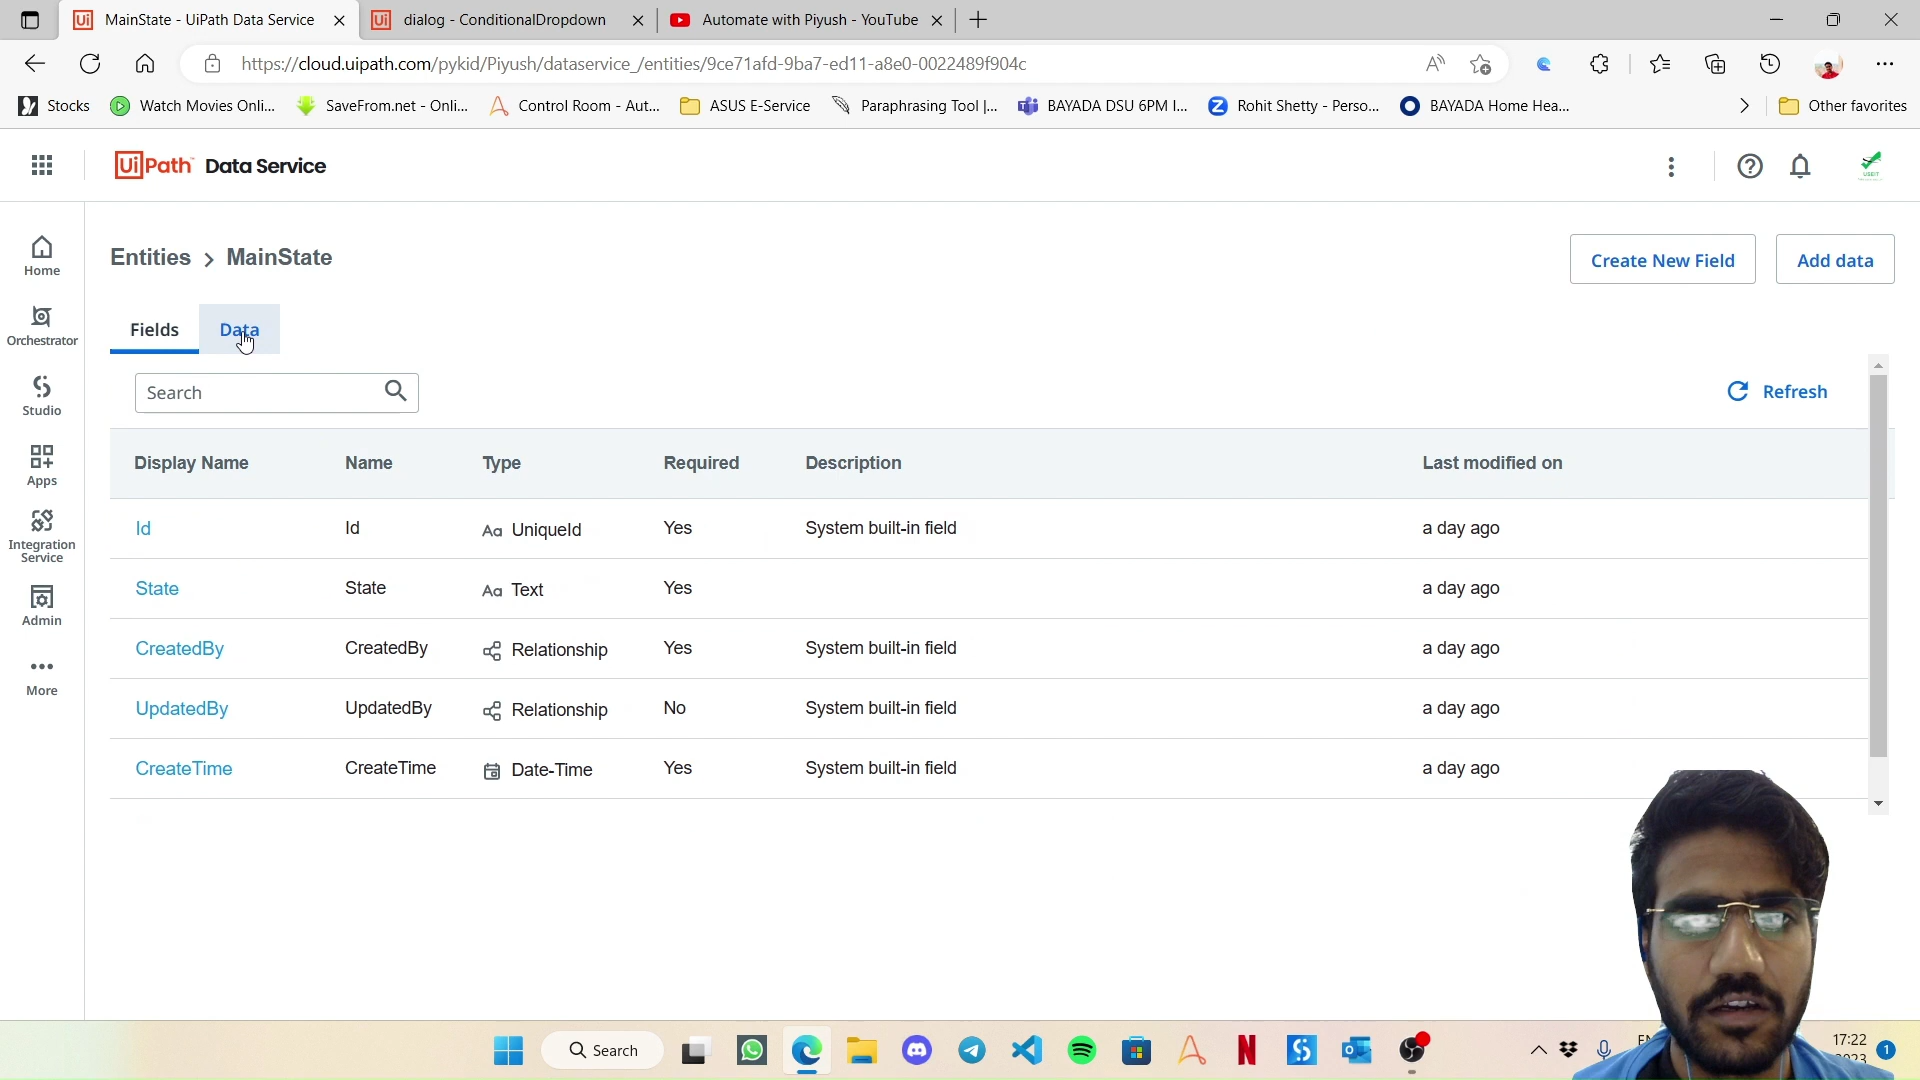 MainState - UiPath Data Service
dialog - ConditionalDropdown
Automate with Piyush - YouTube
https://cloud.uipath.com/pykid/Piyush/dataservice_/entities/9ce71afd-9ba7-ed11-a8e0-0022489f904c
Stocks
Watch Movies Onli...
SaveFrom.net - Onli...
Control Room - Aut...
ASUS E-Service
Paraphrasing Tool |...
BAYADA DSU 6PM I...
Rohit Shetty - Perso...
BAYADA Home Hea...
Other favorites
UiPath Data Service
USEIT
Home
Orchestrator
Studio
Apps
Integration
Service
Admin
More
Entities > MainState
Create New Field
Add data
Fields Data
Search
Refresh
Display Name Name Type Required Description Last modified on
Id Id Aa UniqueId Yes System built-in field a day ago
State State Aa Text Yes a day ago
CreatedBy CreatedBy Relationship Yes System built-in field a day ago
UpdatedBy UpdatedBy Relationship No System built-in field a day ago
CreateTime CreateTime Date-Time Yes System built-in field a day ago
Search
17:22
1